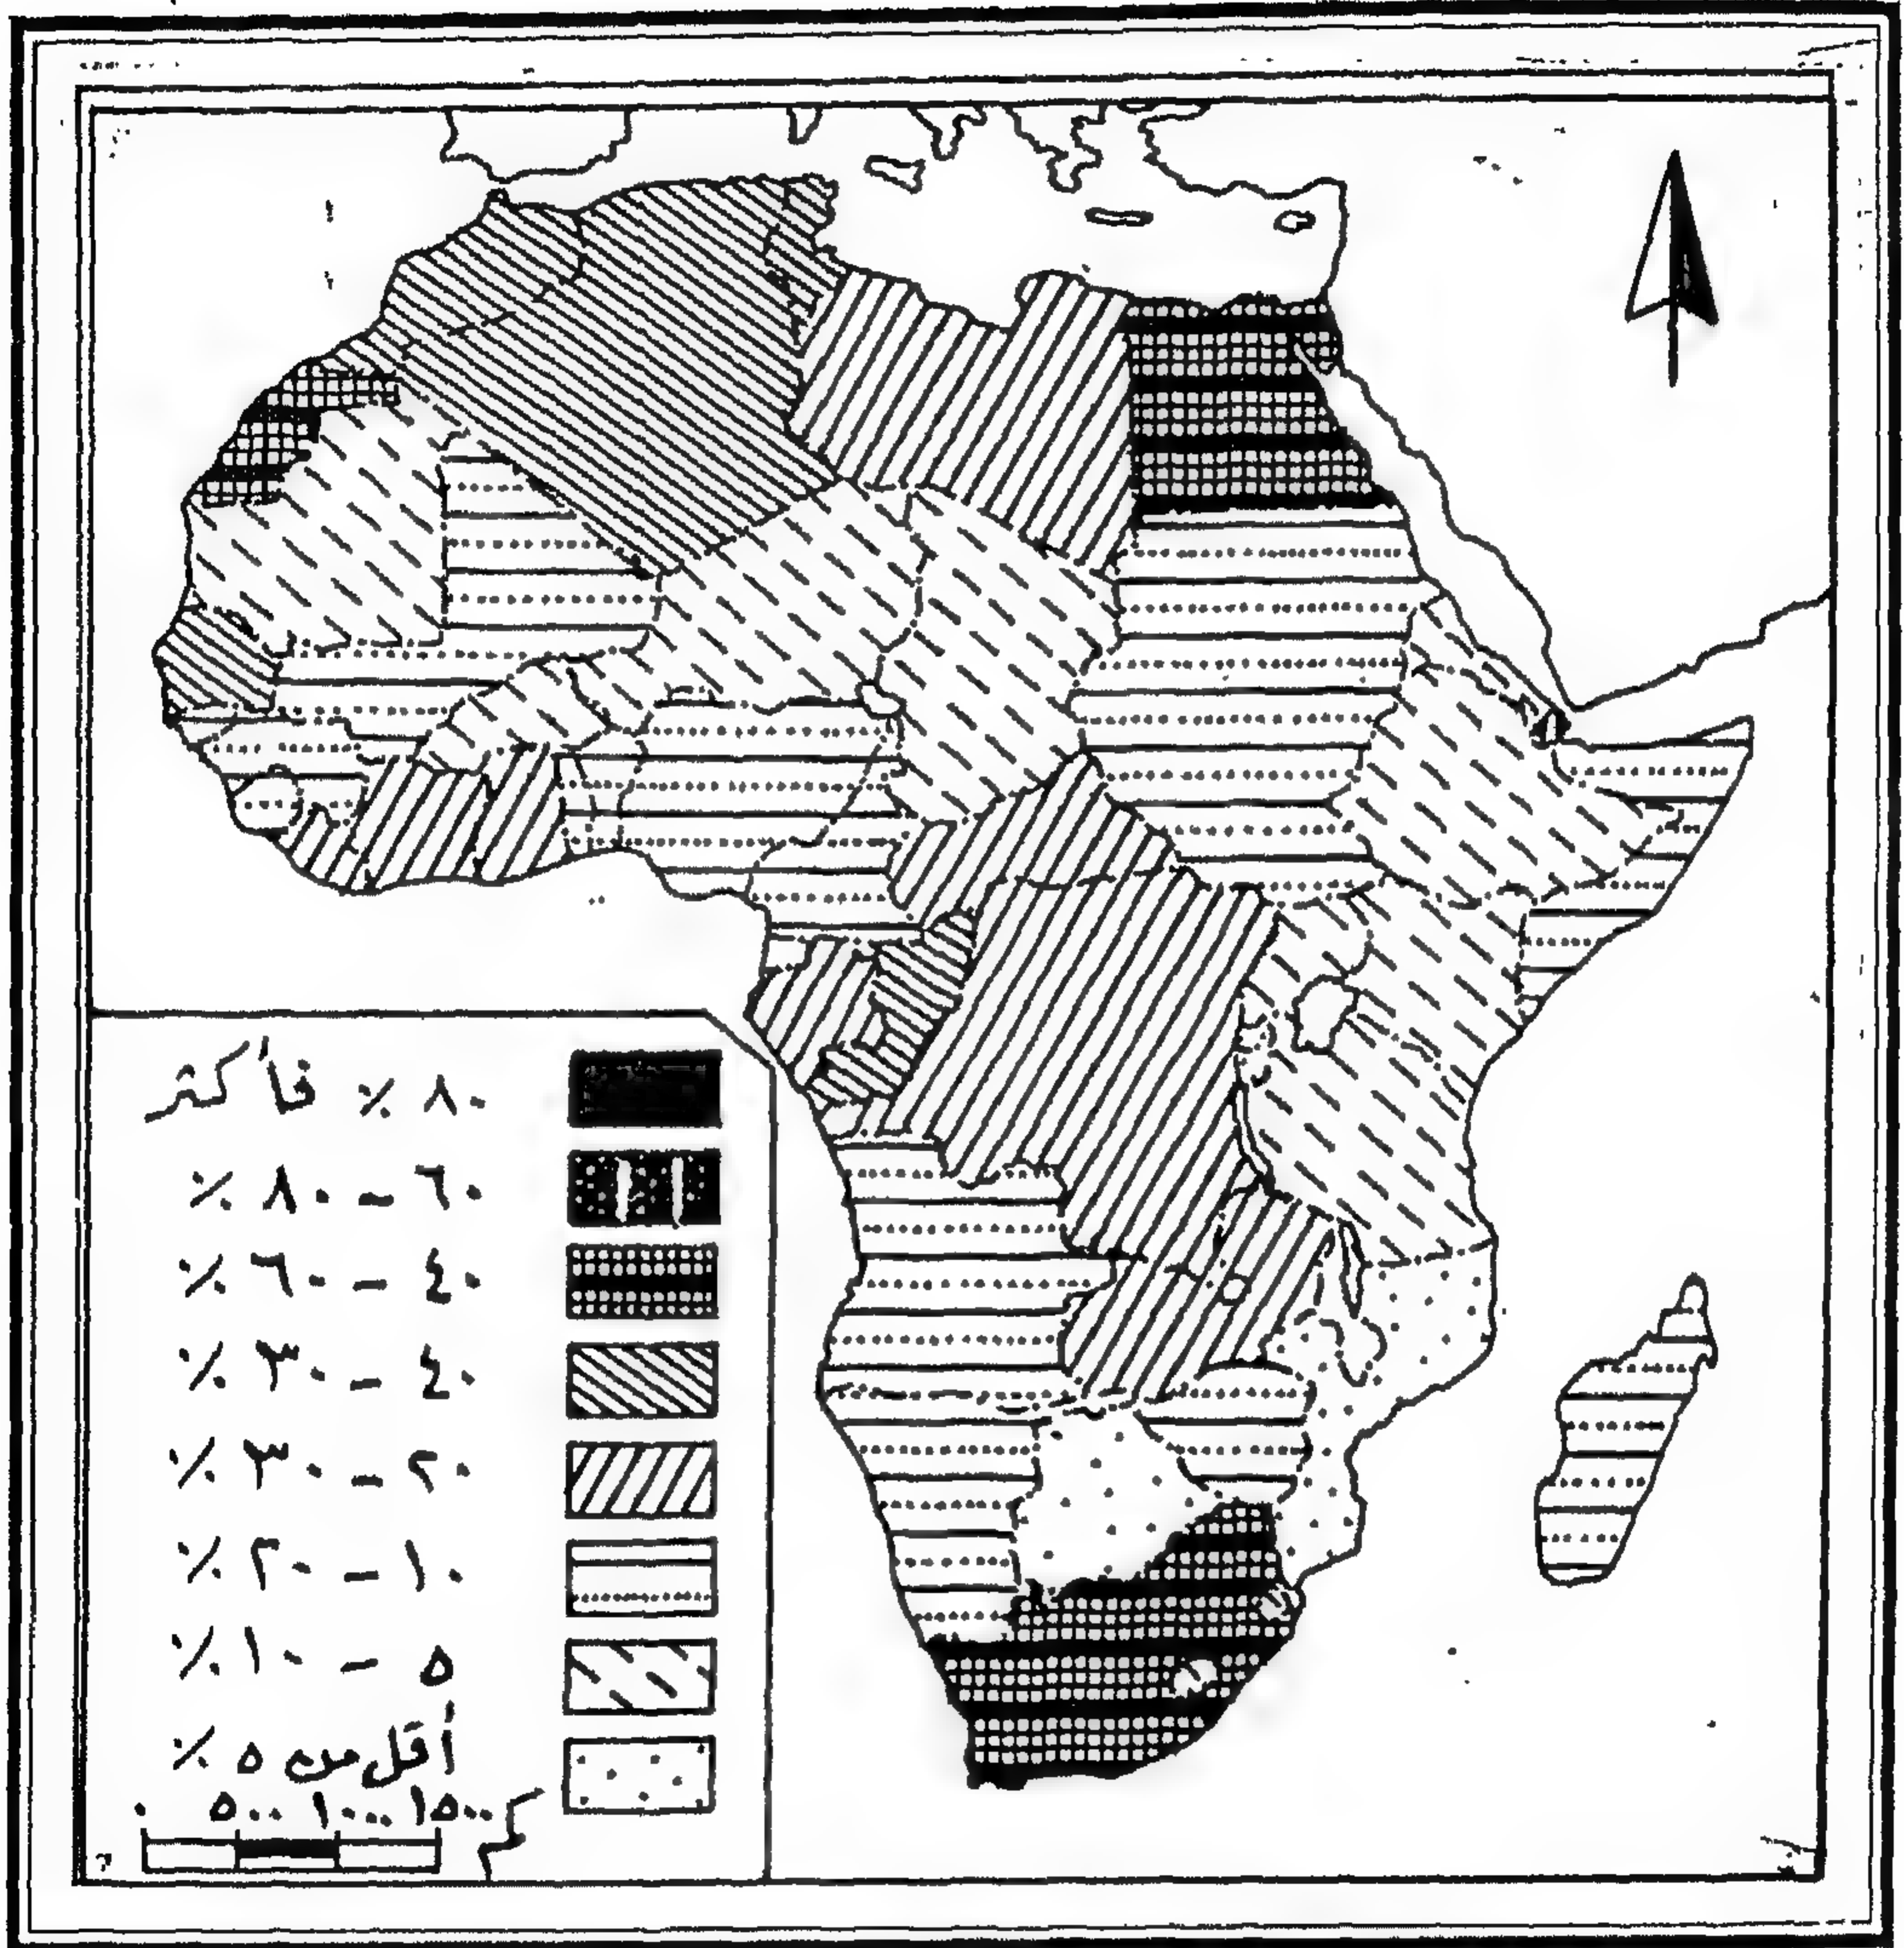 ٨٠ ٪ فأكثر
٦٠ – ٨٠ ٪
٤٠ – ٦٠ ٪
٤٠ – ٣٠ ٪
٢٠ – ٣٠ ٪
١٠ – ٢٠ ٪
٥ – ١٠ ٪
أقل من ٥ ٪
٠ ٥٠٠ ١٠٠٠ ١٥٠٠ كم